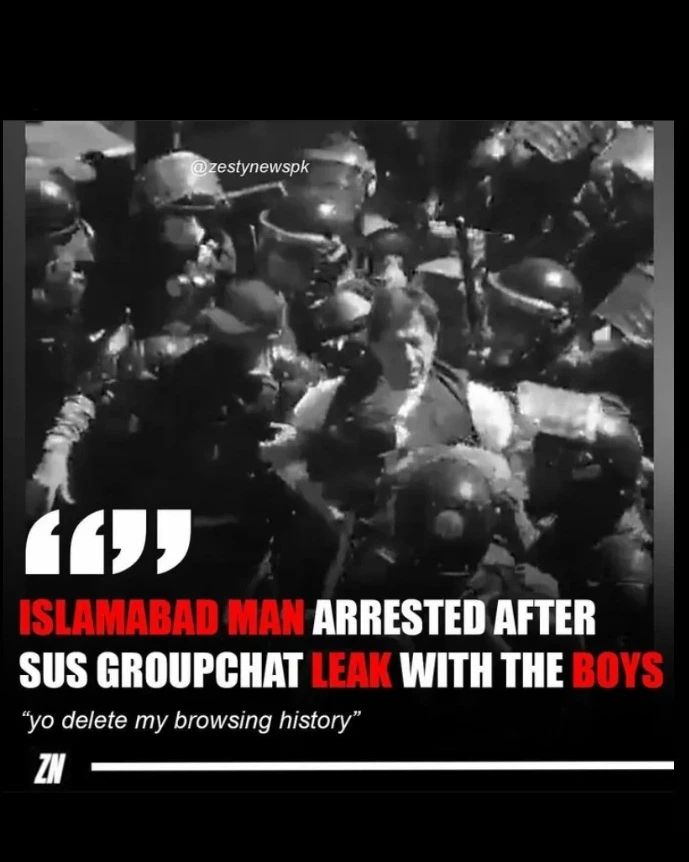 @zestynewspk
ISLAMABAD MAN ARRESTED AFTER
SUS GROUPCHAT LEAK WITH THE BOYS
“yo delete my browsing history”
ZN